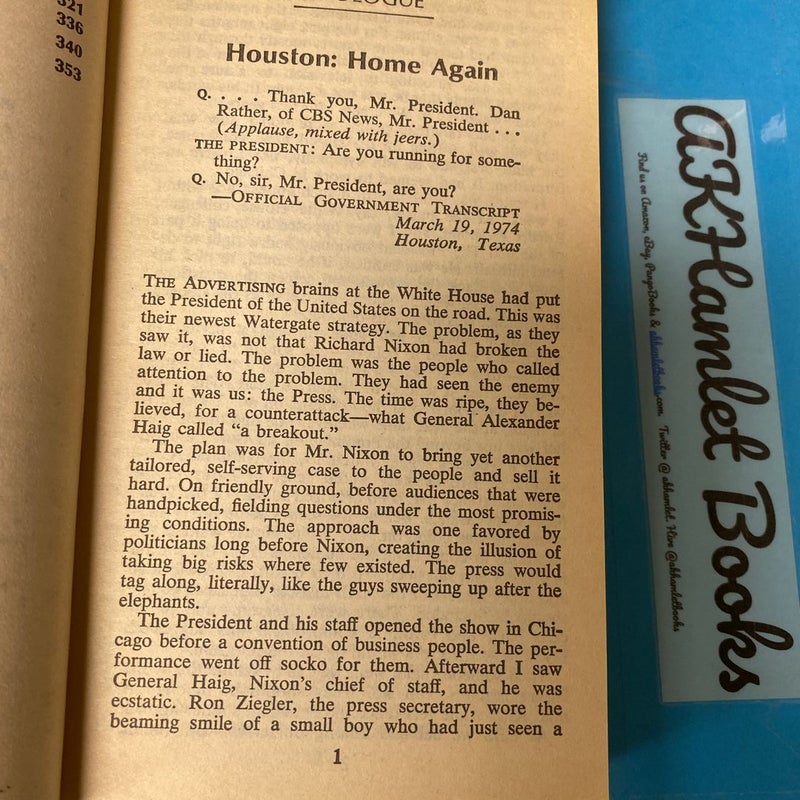 321
336
340
353
Houston: Home Again
Q. . . . Thank you, Mr. President. Dan
Rather, of CBS News, Mr. President . . .
(Applause, mixed with jeers.)
THE PRESIDENT: Are you running for some-
thing?
Q. No, sir, Mr. President, are you?
—OFFICIAL GOVERNMENT TRANSCRIPT
March 19, 1974
Houston, Texas
THE ADVERTISING brains at the White House had put
the President of the United States on the road. This was
their newest Watergate strategy. The problem, as they
saw it, was not that Richard Nixon had broken the
law or lied. The problem was the people who called
attention to the problem. They had seen the enemy
and it was us: the Press. The time was ripe, they be-
lieved, for a counterattack—what General Alexander
Haig called “a breakout.”
The plan was for Mr. Nixon to bring yet another
tailored, self-serving case to the people and sell it
hard. On friendly ground, before audiences that were
handpicked, fielding questions under the most promis-
ing conditions. The approach was one favored by
politicians long before Nixon, creating the illusion of
taking big risks where few existed. The press would
tag along, literally, like the guys sweeping up after the
elephants.
The President and his staff opened the show in Chi-
cago before a convention of business people. The per-
formance went off socko for them. Afterward I saw
General Haig, Nixon’s chief of staff, and he was
ecstatic. Ron Ziegler, the press secretary, wore the
beaming smile of a small boy who had just seen a
1
AKHamlet Books
Find us on Amazon, eBay, PangoBooks & akhamletbooks.com Twitter @akhamlet. Hive @akhamletbooks